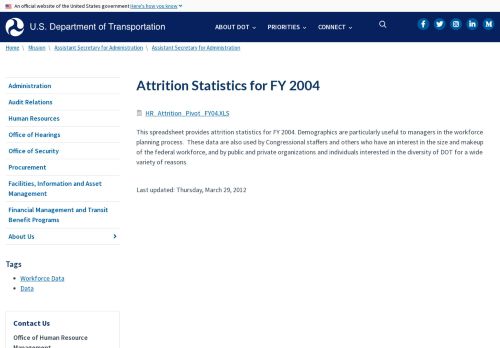 An official website of the United States government Here's how you know
U.S. Department of Transportation
ABOUT DOT
PRIORITIES
CONNECT
Home \ Mission \ Assistant Secretary for Administration \ Assistant Secretary for Administration
Administration
Audit Relations
Human Resources
Office of Hearings
Office of Security
Procurement
Facilities, Information and Asset
Management
Financial Management and Transit
Benefit Programs
About Us
Tags
Workforce Data
Data
Contact Us
Office of Human Resource
Management
Attrition Statistics for FY 2004
HR_Attrition_Pivot_FY04.XLS
This spreadsheet provides attrition statistics for FY 2004. Demographics are particularly useful to managers in the workforce
planning process.  These data are also used by Congressional staffers and others who have an interest in the size and makeup
of the federal workforce, and by public and private organizations and individuals interested in the diversity of DOT for a wide
variety of reasons.
Last updated: Thursday, March 29, 2012